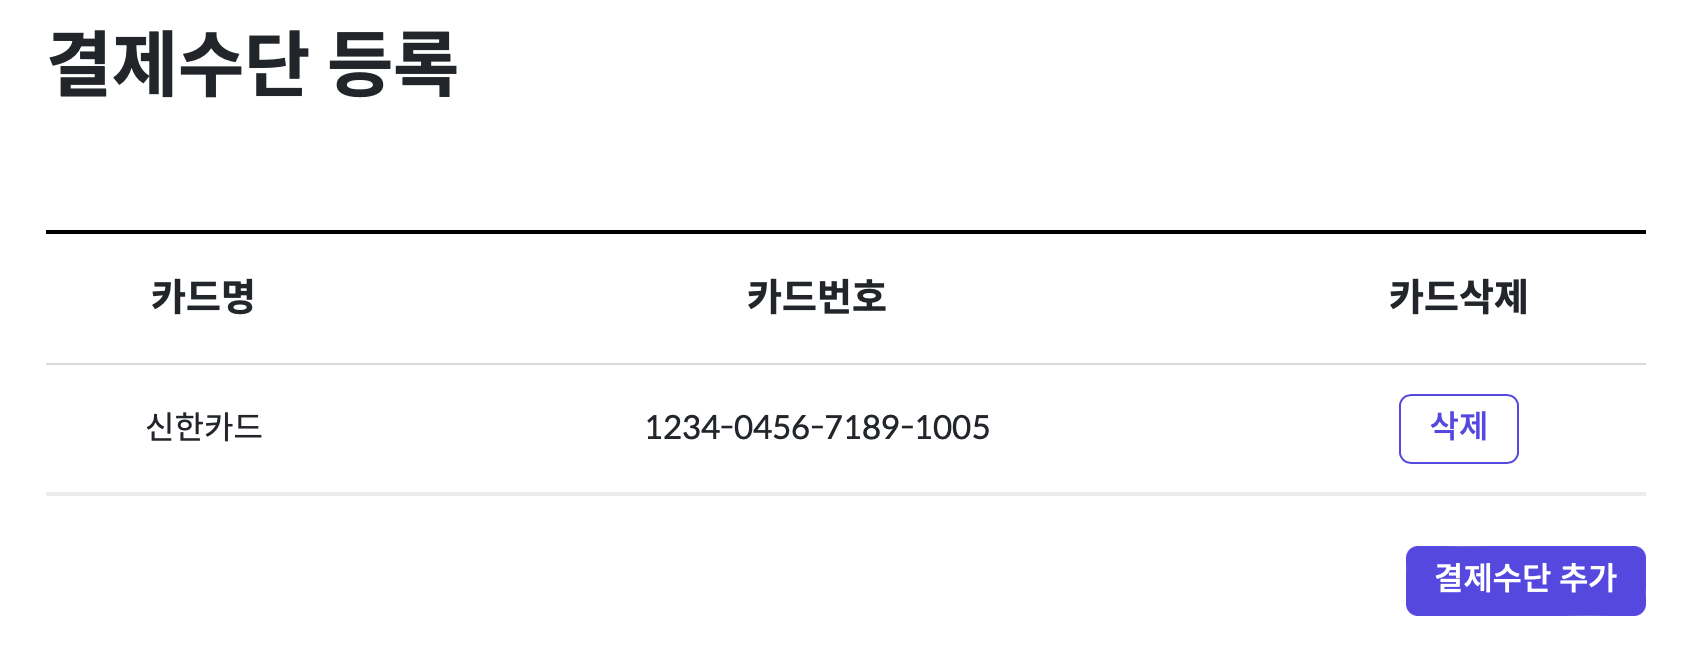 결제수단 등록
카드명 카드번호 카드삭제
신한카드 1234-0456-7189-1005 삭제
결제수단 추가